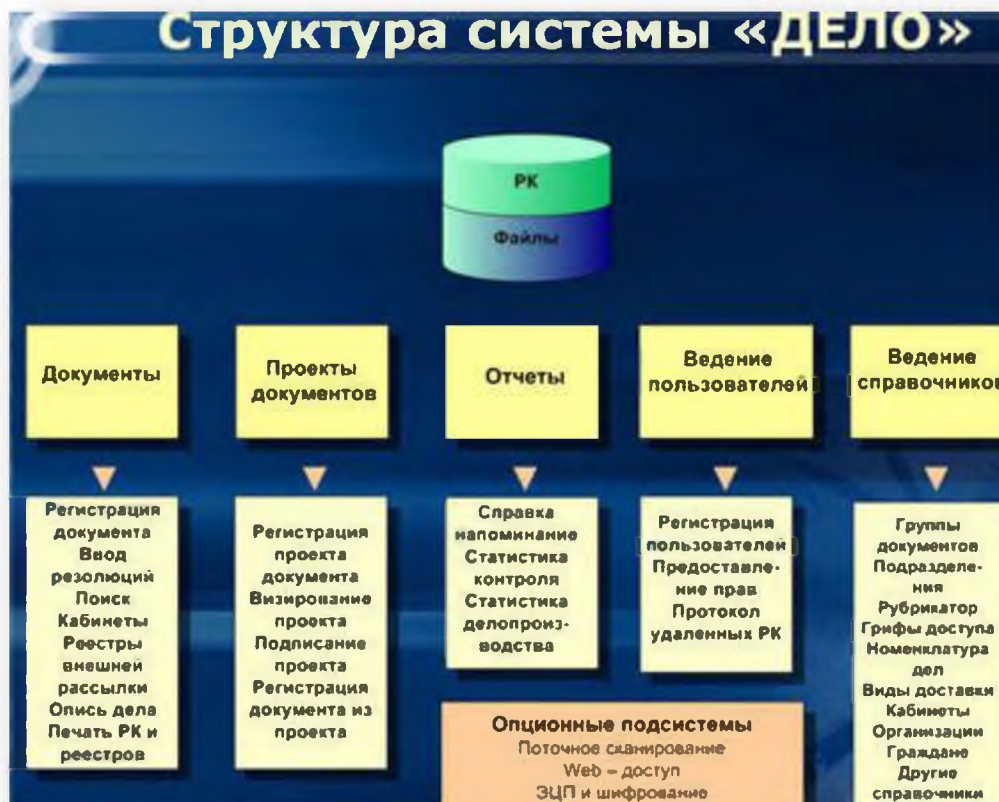 Структура системы «ДЕЛО»
РК
Файлы
Документы
Проекты
документов
Отчеты
Ведение
пользователей
Ведение
справочников
Регистрация
документа
Ввод
резолюций
Поиск
Кабинеты
Реестры
внешней
рассылки
Опись дела
Печать РК и
реестров
Регистрация
проекта
документа
Визирование
проекта
Подписание
проекта
Регистрация
документа из
проекта
Справка
напоминание
Статистика
контроля
Статистика
делопроиз-
водства
Регистрация
пользователей
Предоставле-
ние прав
Протокол
удаленных РК
Группы
документов
Подразделе-
ния
Рубрикатор
Грифы доступа
Номенклатура
дел
Виды доставки
Кабинеты
Организации
Граждане
Другие
справочники
Опционные подсистемы
Поточное сканирование
Web – доступ
ЭЦП и шифрование